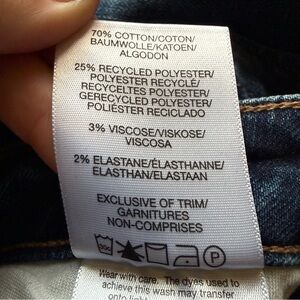 70% COTTON/COTON/
BAUMWOLLE/KATOEN/
ALGODON
25% RECYCLED POLYESTER/
POLYESTER RECYCLÉ/
RECYCELTES POLYESTER/
GERECYCLED POLYESTER/
POLIÉSTER RECICLADO
3% VISCOSE/VISKOSE/
VISCOSA
2% ELASTANE/ÉLASTHANNE/
ELASTHAN/ELASTAAN
EXCLUSIVE OF TRIM/
GARNITURES
NON-COMPRISES
P
Wear with care. The dyes used to
achieve this wash may transfer
onto